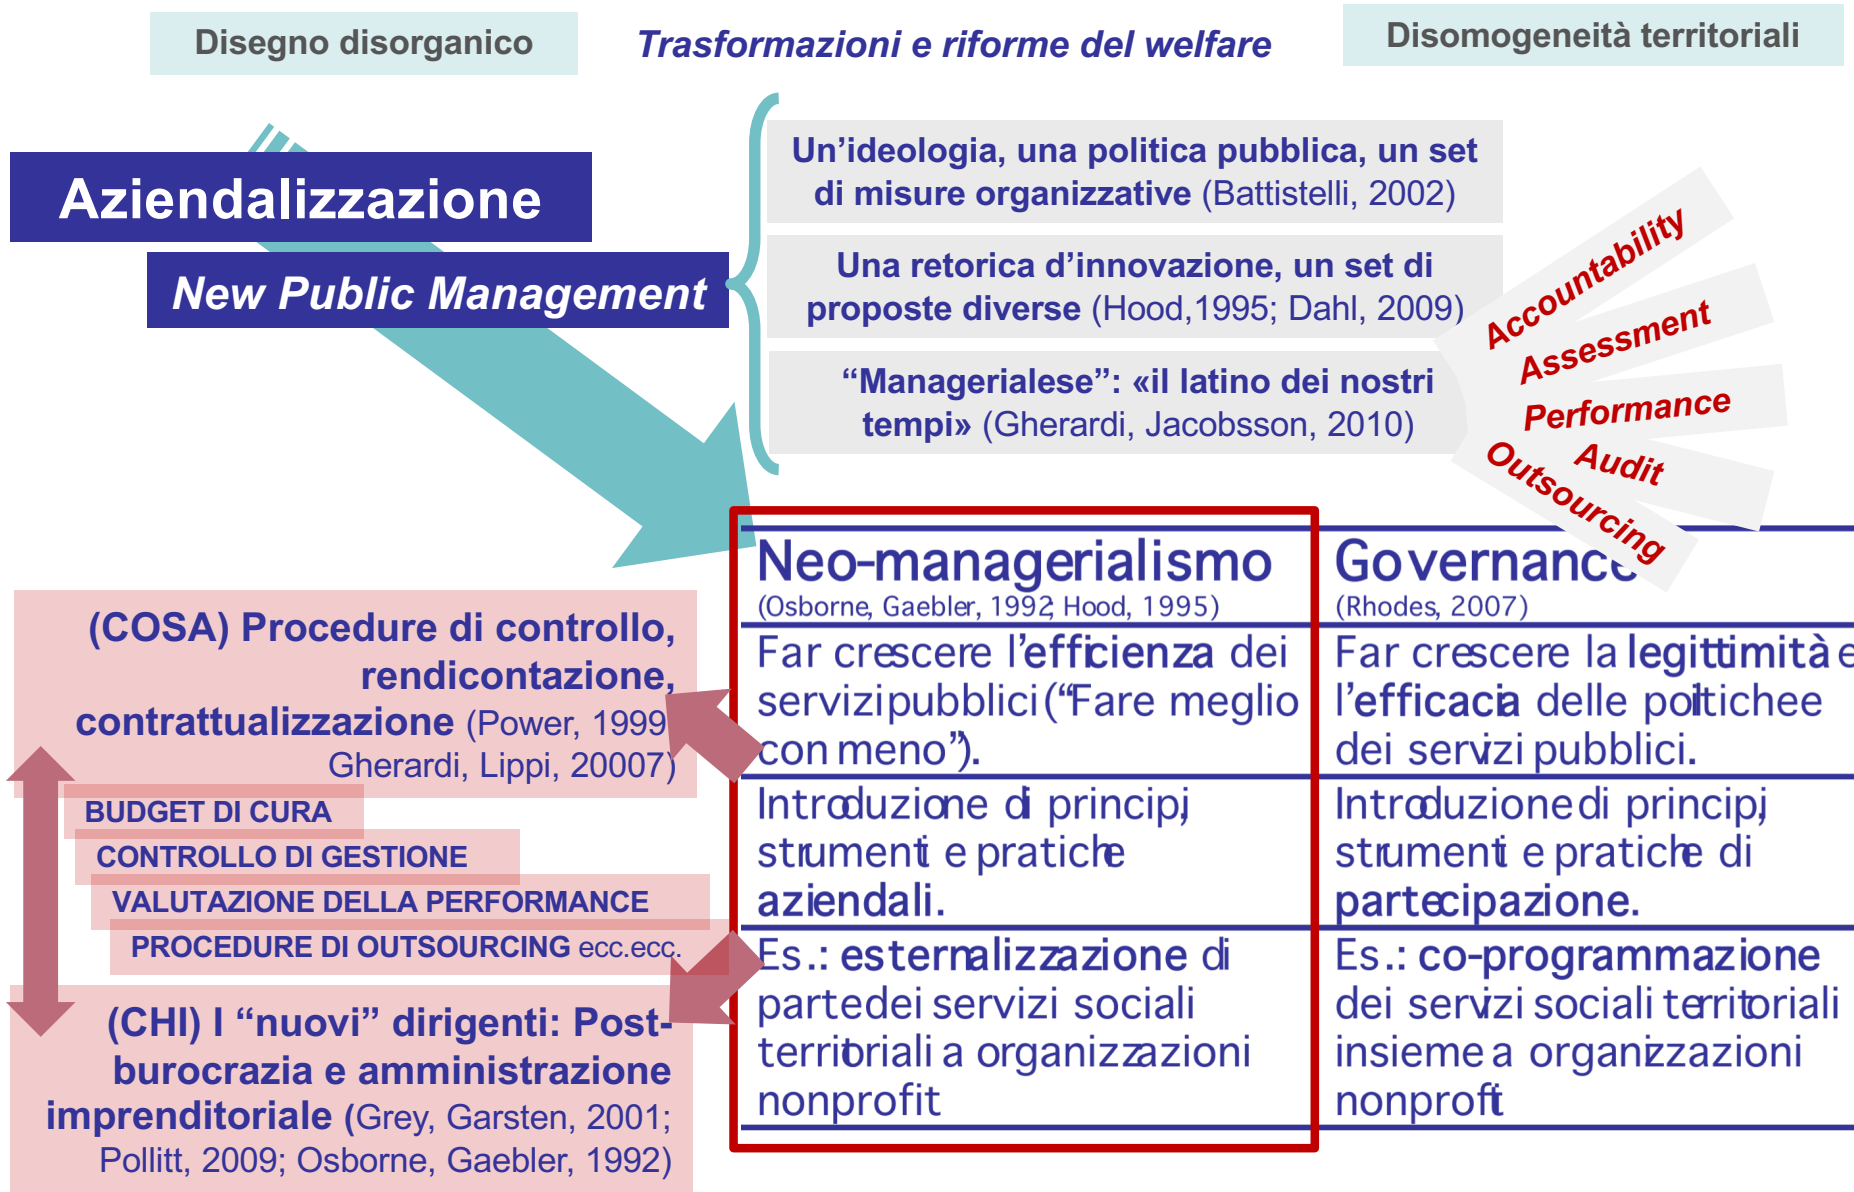 Disegno disorganico
Trasformazioni e riforme del welfare
Disomogeneità territoriali
Aziendalizzazione
New Public Management
Un’ideologia, una politica pubblica, un set
di misure organizzative (Battistelli, 2002)
Una retorica d’innovazione, un set di
proposte diverse (Hood,1995; Dahl, 2009)
“Managerialese”: «il latino dei nostri
tempi» (Gherardi, Jacobsson, 2010)
Accountability
Assessment
Performance
Audit
Outsourcing
(COSA) Procedure di controllo,
rendicontazione,
contrattualizzazione (Power, 1999
Gherardi, Lippi, 20007)
BUDGET DI CURA
CONTROLLO DI GESTIONE
VALUTAZIONE DELLA PERFORMANCE
PROCEDURE DI OUTSOURCING ecc.ecc.
(CHI) I “nuovi” dirigenti: Post-
burocrazia e amministrazione
imprenditoriale (Grey, Garsten, 2001;
Pollitt, 2009; Osborne, Gaebler, 1992)
Neo-managerialismo
(Osborne, Gaebler, 1992; Hood, 1995)
Far crescere l’efficienza dei
servizi pubblici (“Fare meglio
con meno”).
Introduzione di principi,
strumenti e pratiche
aziendali.
Es.: esternalizzazione di
parte dei servizi sociali
territoriali a organizzazioni
nonprofit
Governance
(Rhodes, 2007)
Far crescere la legittimità e
l’efficacia delle politiche e
dei servizi pubblici.
Introduzione di principi,
strumenti e pratiche di
partecipazione.
Es.: co-programmazione
dei servizi sociali territoriali
insieme a organizzazioni
nonprofit